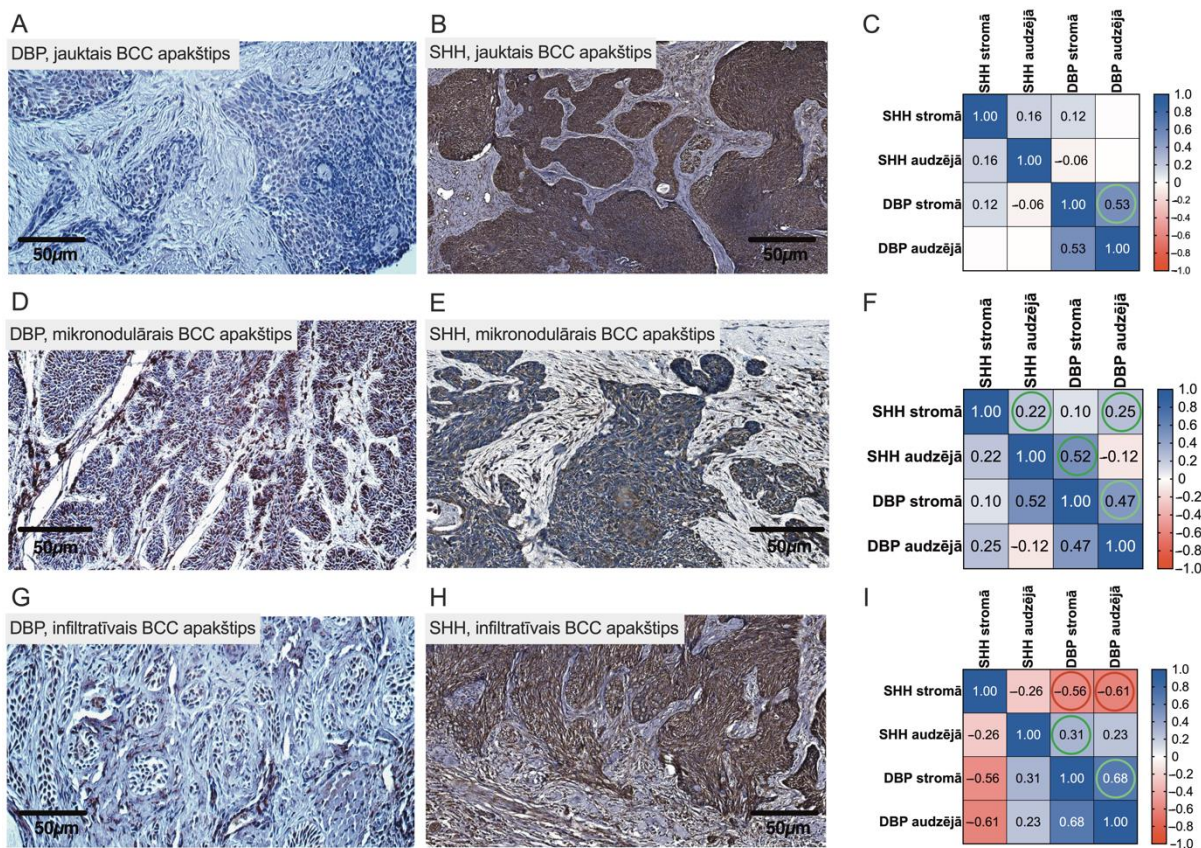 A
DBP, jauktais BCC apakštips
50µm
B
SHH, jauktais BCC apakštips
50µm
C
SHH stromā
SHH audzējā
DBP stromā
DBP audzējā
SHH stromā 1.00 0.16 0.12
SHH audzējā 0.16 1.00 −0.06
DBP stromā 0.12 −0.06 1.00 0.53
DBP audzējā 0.53 1.00
1.0
0.8
0.6
0.4
0.2
0
−0.2
−0.4
−0.6
−0.8
−1.0
D
DBP, mikronodulārais BCC apakštips
50µm
E
SHH, mikronodulārais BCC apakštips
50µm
F
SHH stromā
SHH audzējā
DBP stromā
DBP audzējā
SHH stromā 1.00 0.22 0.10 0.25
SHH audzējā 0.22 1.00 0.52 −0.12
DBP stromā 0.10 0.52 1.00 0.47
DBP audzējā 0.25 −0.12 0.47 1.00
1.0
0.8
0.6
0.4
0.2
0
−0.2
−0.4
−0.6
−0.8
−1.0
G
DBP, infiltratīvais BCC apakštips
50µm
H
SHH, infiltratīvais BCC apakštips
50µm
I
SHH stromā
SHH audzējā
DBP stromā
DBP audzējā
SHH stromā 1.00 −0.26 −0.56 −0.61
SHH audzējā −0.26 1.00 0.31 0.23
DBP stromā −0.56 0.31 1.00 0.68
DBP audzējā −0.61 0.23 0.68 1.00
1.0
0.8
0.6
0.4
0.2
0
−0.2
−0.4
−0.6
−0.8
−1.0